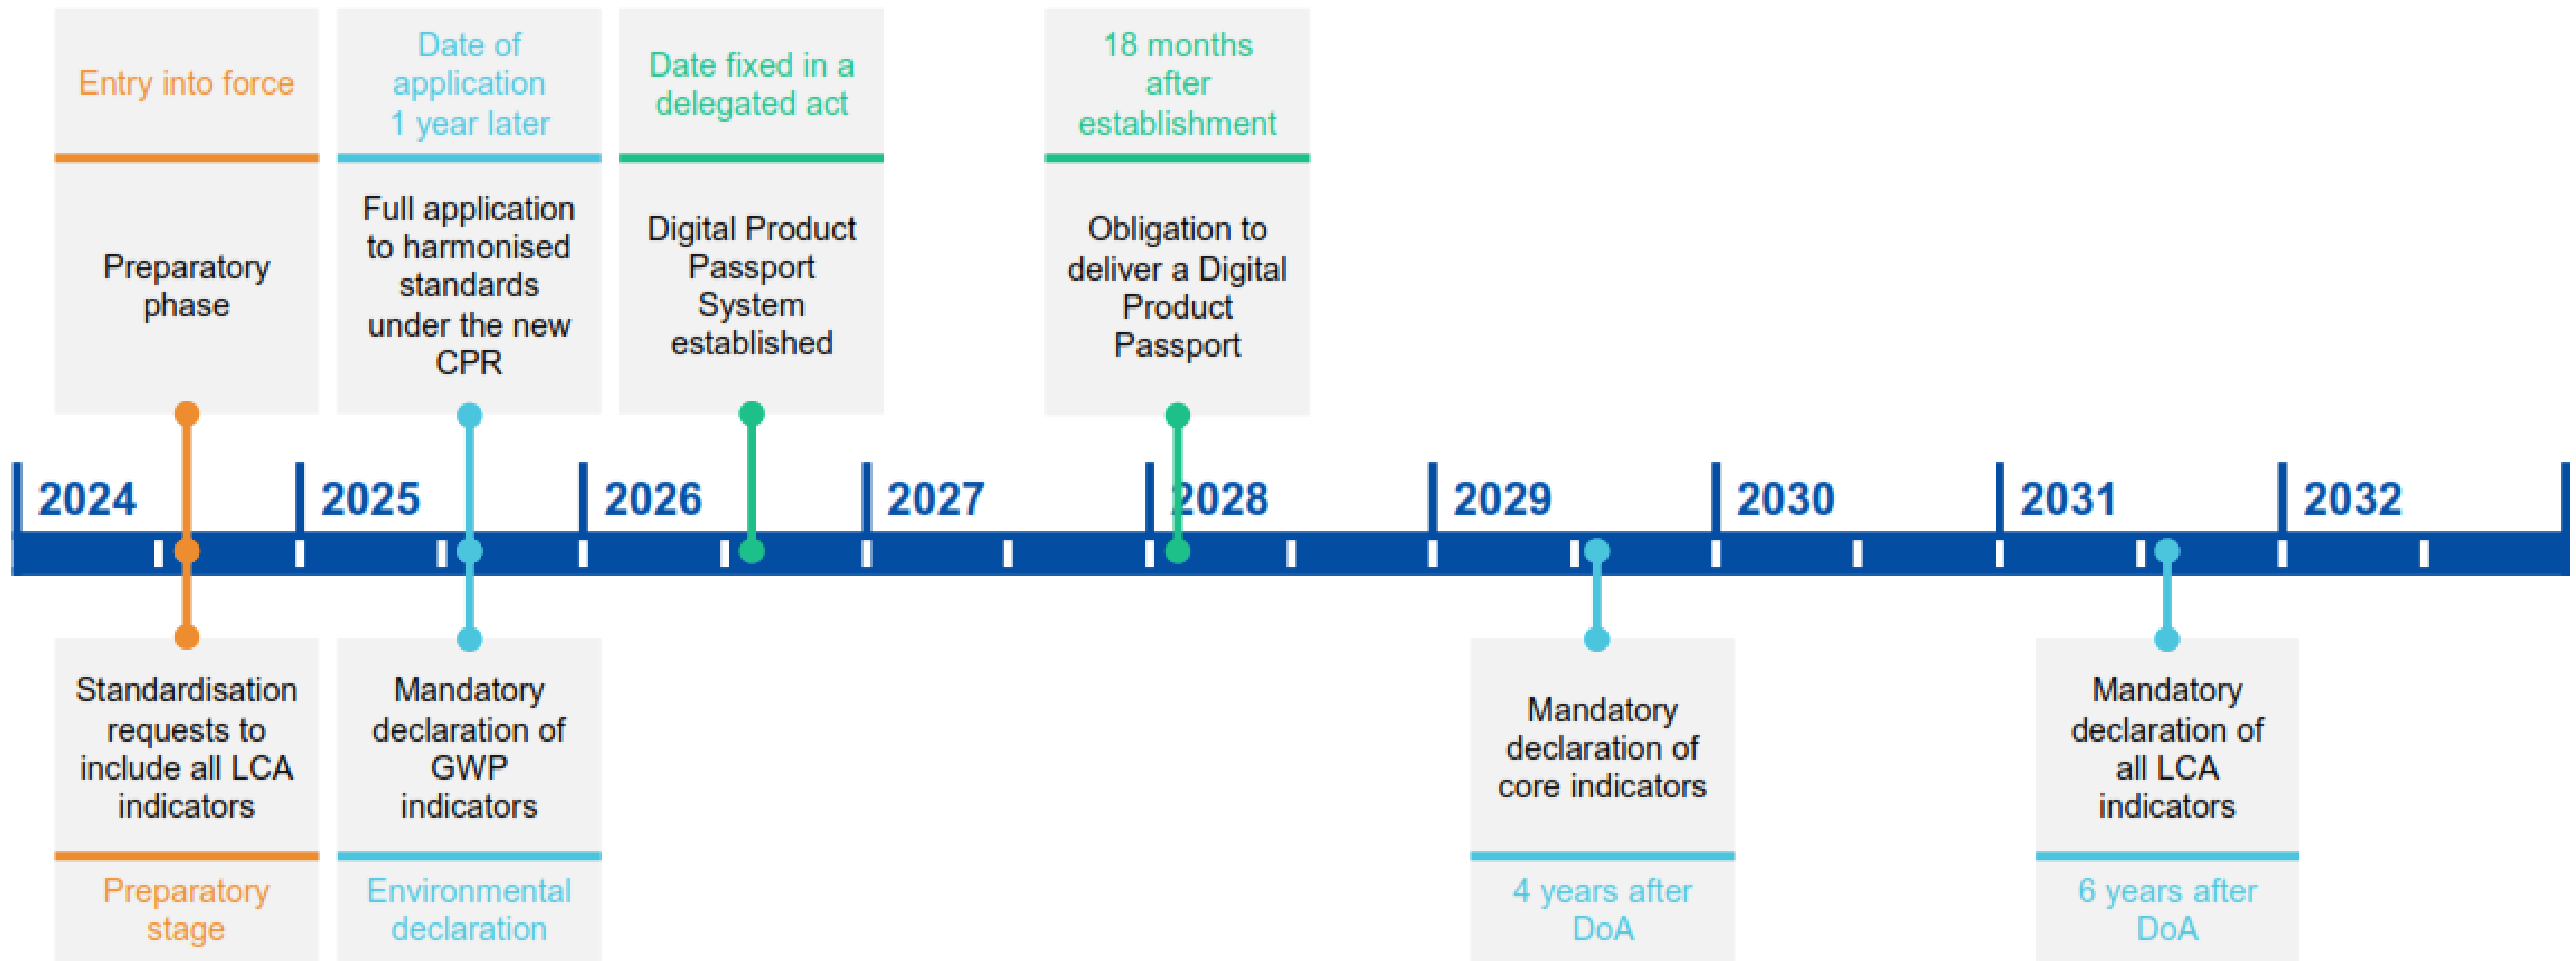 Entry into force
Preparatory
phase
Date of
application
1 year later
Full application
to harmonised
standards
under the new
CPR
Date fixed in a
delegated act
Digital Product
Passport
System
established
18 months
after
establishment
Obligation to
deliver a Digital
Product
Passport
2024
2025
2026
2027
2028
2029
2030
2031
2032
Standardisation
requests to
include all LCA
indicators
Preparatory
stage
Mandatory
declaration of
GWP
indicators
Environmental
declaration
Mandatory
declaration of
core indicators
4 years after
DoA
Mandatory
declaration of
all LCA
indicators
6 years after
DoA